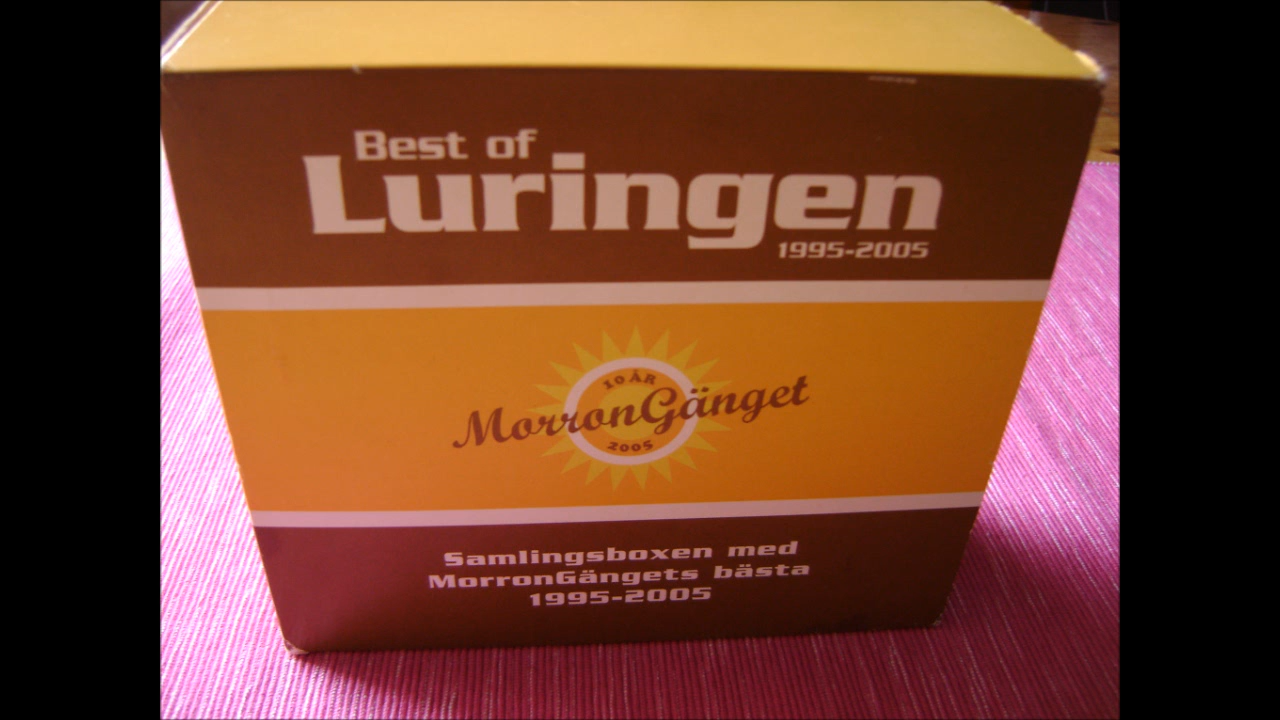 Best of
Luringen
1995-2005
10 ÅR
MorronGänget
2005
Samlingsboxen med
MorronGängets bästa
1995-2005